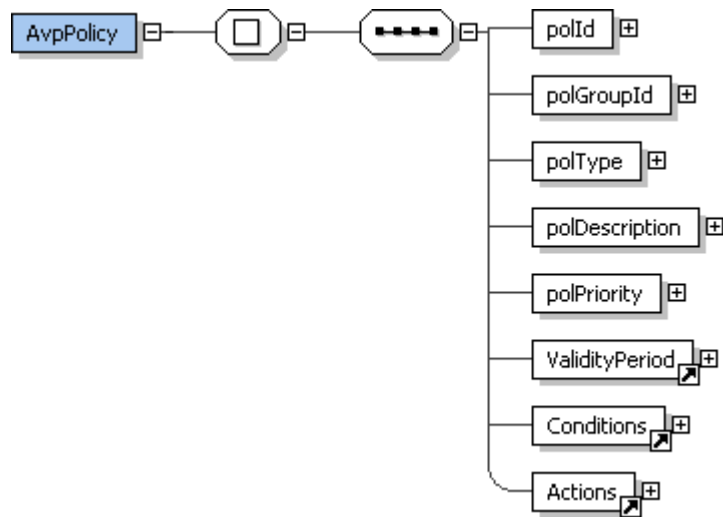 AvpPolicy
polId
polGroupId
polType
polDescription
polPriority
ValidityPeriod
Conditions
Actions